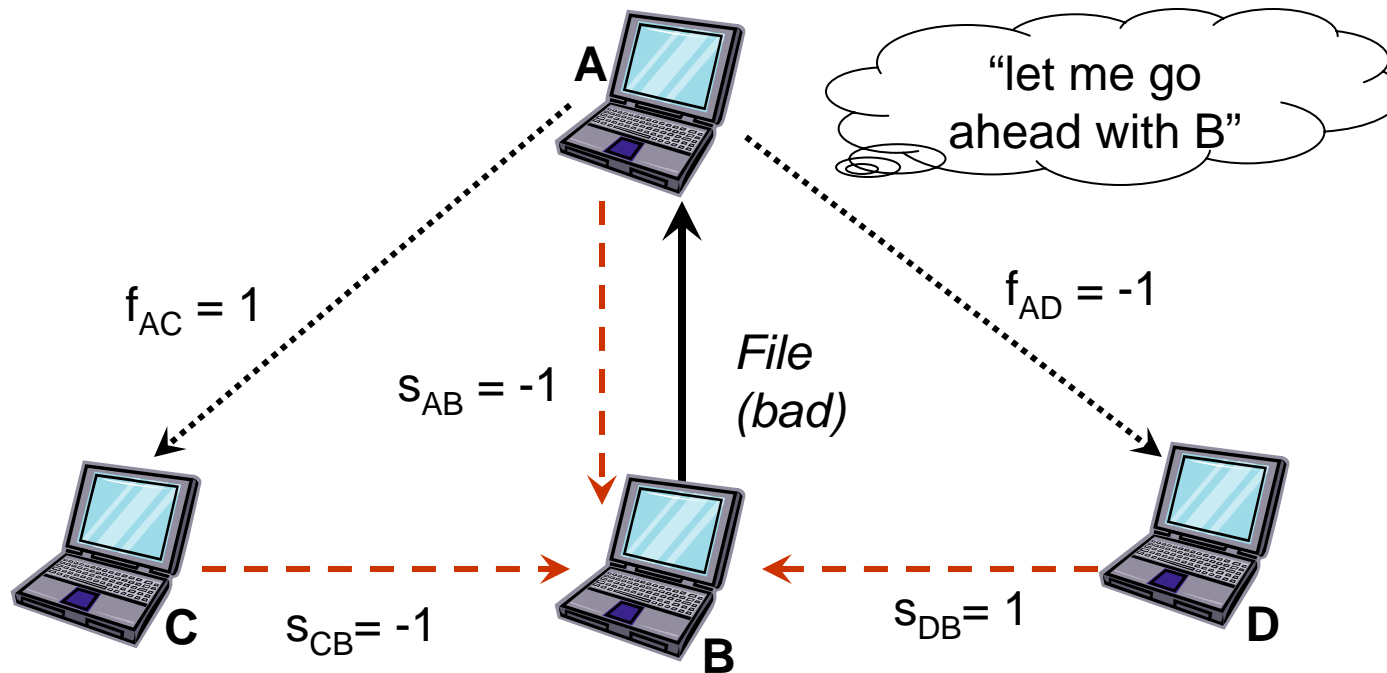 A
“let me go
ahead with B”
f_AC = 1
f_AD = -1
s_AB = -1
File
(bad)
C
s_CB= -1
B
s_DB= 1
D